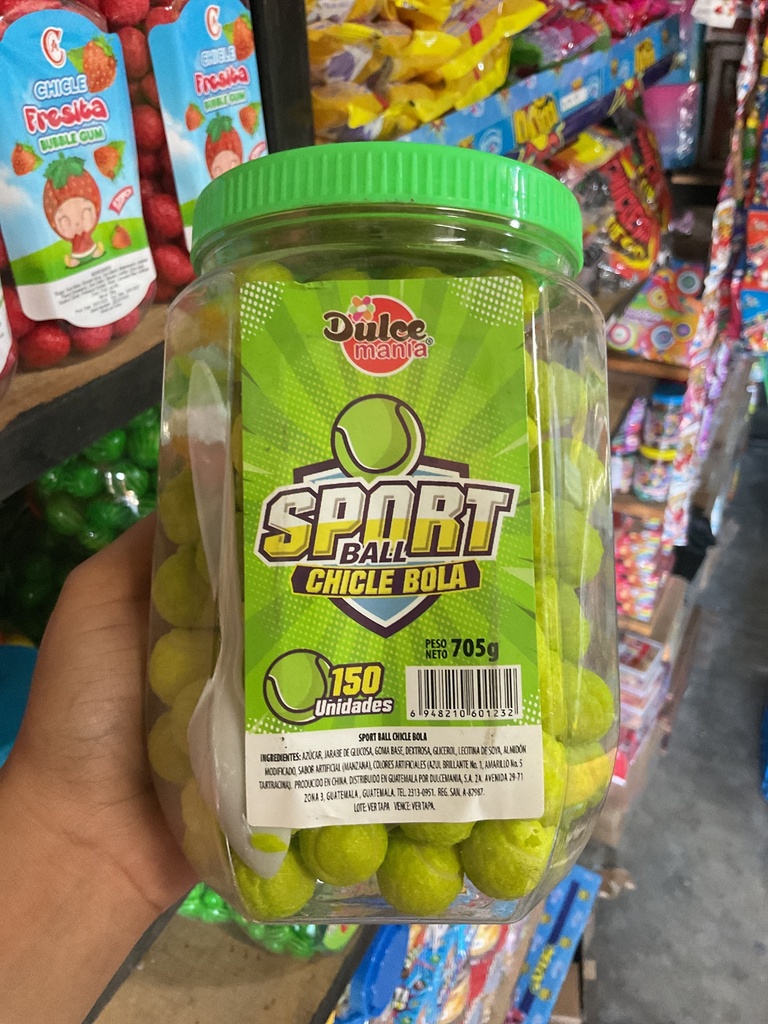 CHICLE
Fresita
BUBBLE GUM
CHICLE
Fresita
BUBBLE GUM
Dulce
manía®
SPORT
BALL
CHICLE BOLA
PESO
NETO 705g
150
Unidades
6 948210 601232
SPORT BALL CHICLE BOLA
INGREDIENTES: AZÚCAR, JARABE DE GLUCOSA, GOMA BASE, DEXTROSA, GLICEROL, LECITINA DE SOYA, ALMIDÓN
MODIFICADO, SABOR ARTIFICIAL (MANZANA), COLORES ARTIFICIALES (AZUL BRILLANTE No. 1, AMARILLO No. 5
TARTRACINA). PRODUCIDO EN CHINA. DISTRIBUIDO EN GUATEMALA POR DULCEMANIA, S.A. 2A. AVENIDA 29-71
ZONA 3, GUATEMALA, GUATEMALA. TEL. 2313-0951. REG. SAN. A-87987.
LOTE: VER TAPA VENCE: VER TAPA.